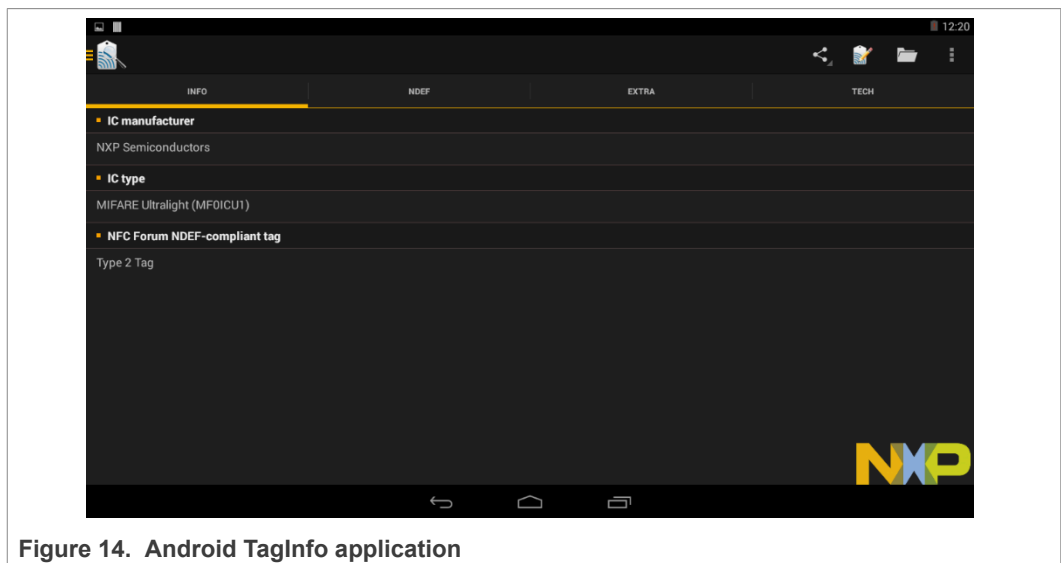 12:20
INFO NDEF EXTRA TECH
IC manufacturer
NXP Semiconductors
IC type
MIFARE Ultralight (MF0ICU1)
NFC Forum NDEF-compliant tag
Type 2 Tag
NXP
Figure 14. Android TagInfo application